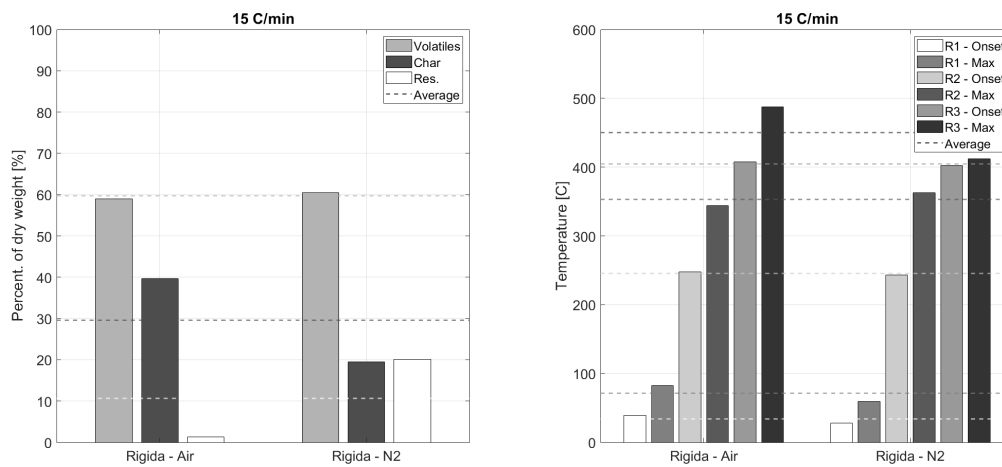 15 C/min
Percent. of dry weight [%]
100
90
80
70
60
50
40
30
20
10
0
Volatiles
Char
Res.
Average
Rigida - Air
Rigida - N2
15 C/min
Temperature [C]
600
500
400
300
200
100
0
R1 - Onset
R1 - Max
R2 - Onset
R2 - Max
R3 - Onset
R3 - Max
Average
Rigida - Air
Rigida - N2